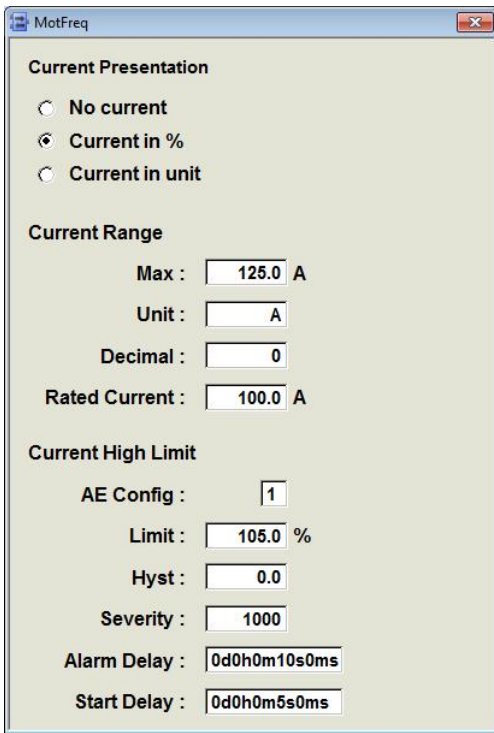 MotFreq
Current Presentation
No current
Current in %
Current in unit
Current Range
Max : 125.0 A
Unit : A
Decimal : 0
Rated Current : 100.0 A
Current High Limit
AE Config : 1
Limit : 105.0 %
Hyst : 0.0
Severity : 1000
Alarm Delay : 0d0h0m10s0ms
Start Delay : 0d0h0m5s0ms